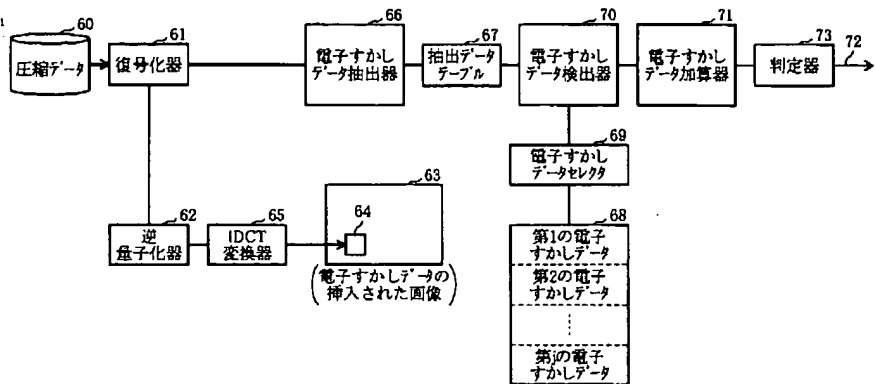 60
圧縮データ
61
復号化器
66
電子すかし
データ抽出器
67
抽出データ
テーブル
70
電子すかし
データ検出器
71
電子すかし
データ加算器
73
判定器
72
69
電子すかし
データセレクタ
62
逆
量子化器
65
IDCT
変換器
63
64
(電子すかしデータの
挿入された画像)
68
第1の電子
すかしデータ
第2の電子
すかしデータ
⋮
第jの電子
すかしデータ